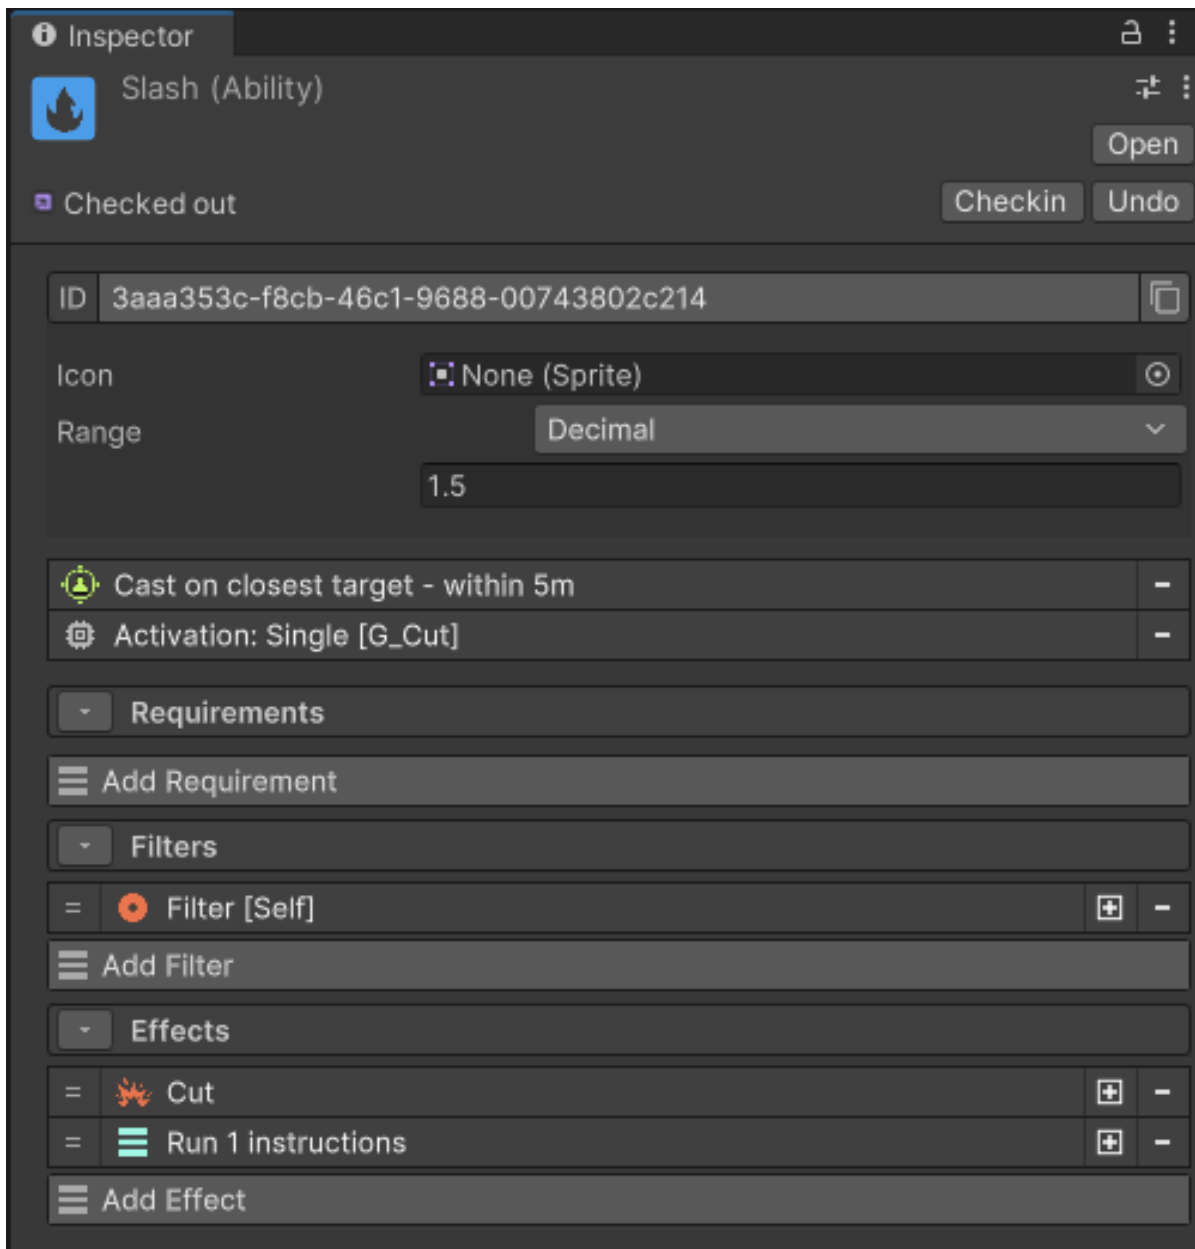 Inspector
Slash (Ability)
Open
Checked out Checkin Undo
ID 3aaa353c-f8cb-46c1-9688-00743802c214
Icon None (Sprite)
Range Decimal
1.5
Cast on closest target - within 5m
Activation: Single [G_Cut]
Requirements
Add Requirement
Filters
= Filter [Self]
Add Filter
Effects
= Cut
= Run 1 instructions
Add Effect